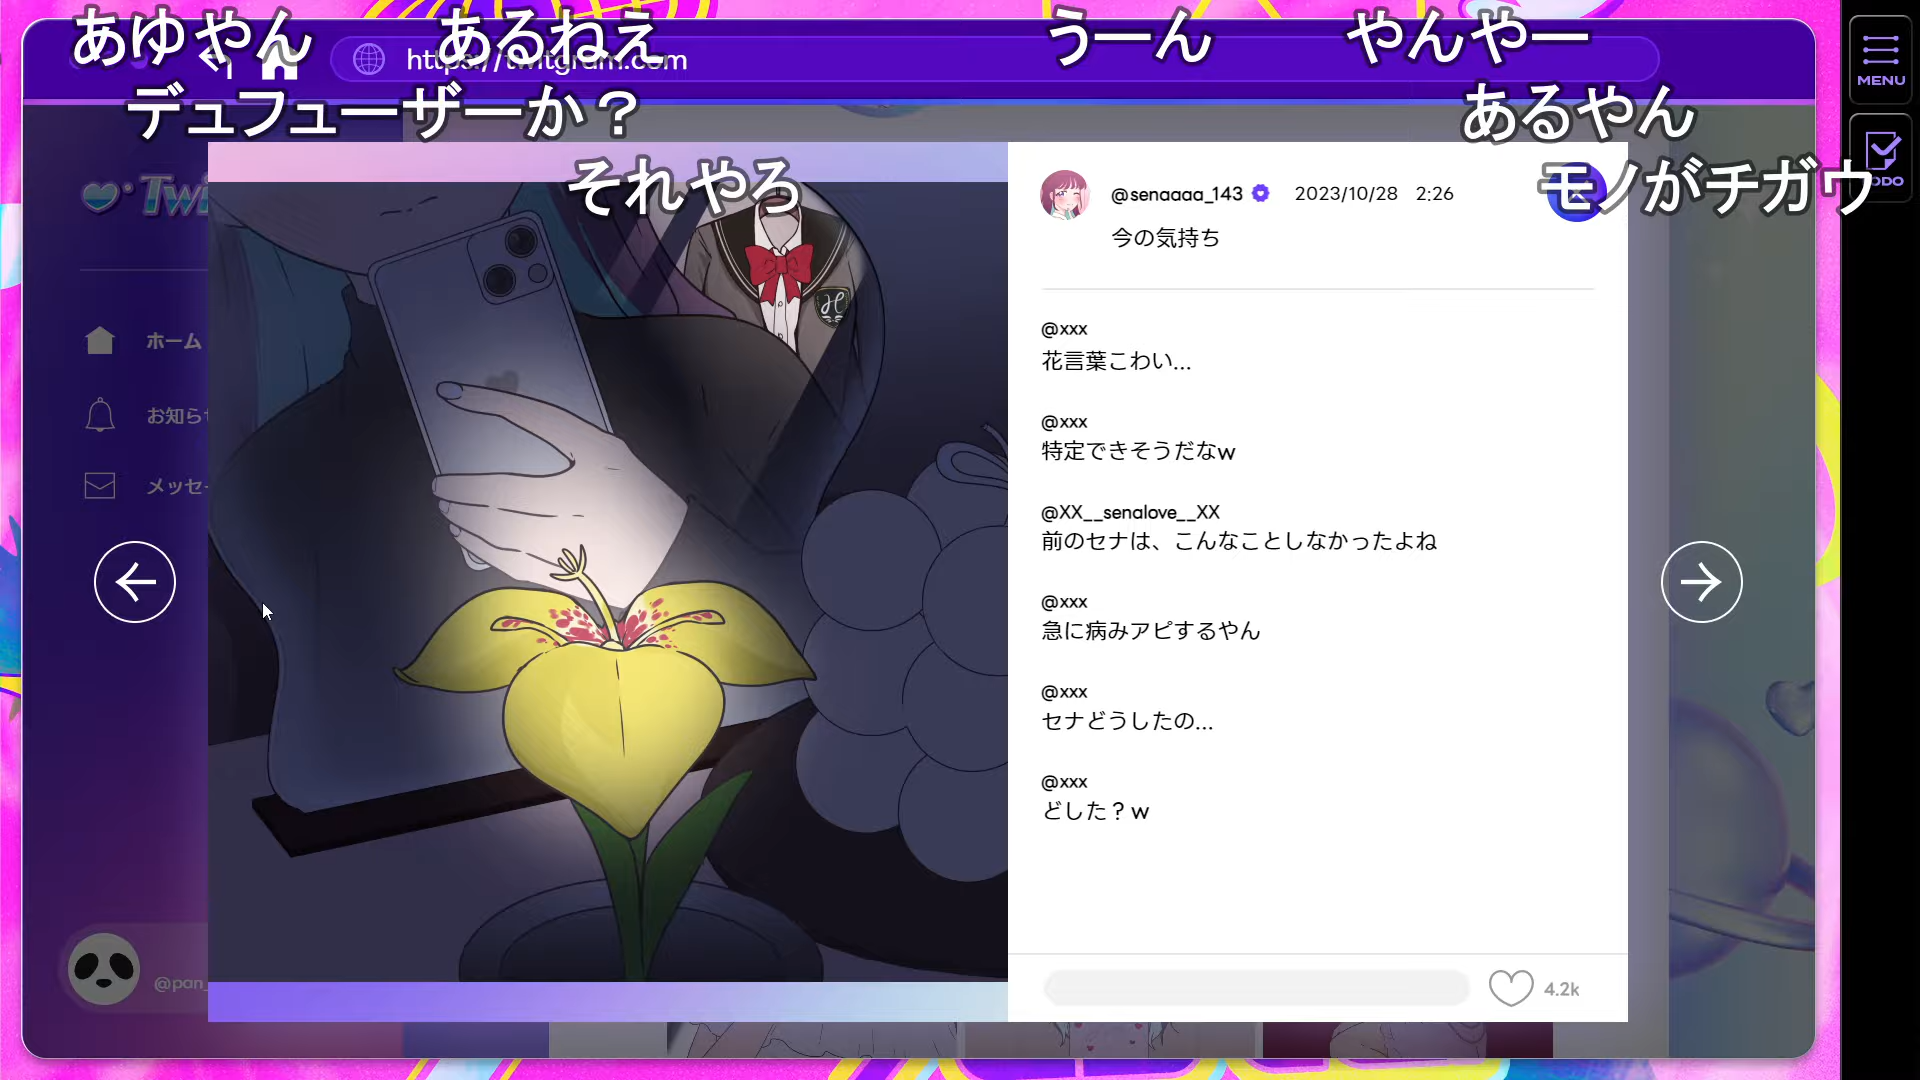 あゆやん
あるねえ
うーん
やんやー
https://twitgram.com
MENU
デュフューザーか？
あるやん
それやろ
モノがチガウ
Twi
@senaaaa_143
2023/10/28 2:26
今の気持ち
ホーム
お知らせ
メッセー
@xxx
花言葉こわい...
@xxx
特定できそうだなw
@XX__senalove__XX
前のセナは、こんなことしなかったよね
@xxx
急に病みアピするやん
@xxx
セナどうしたの...
@xxx
どした？w
@pan_
4.2k
H